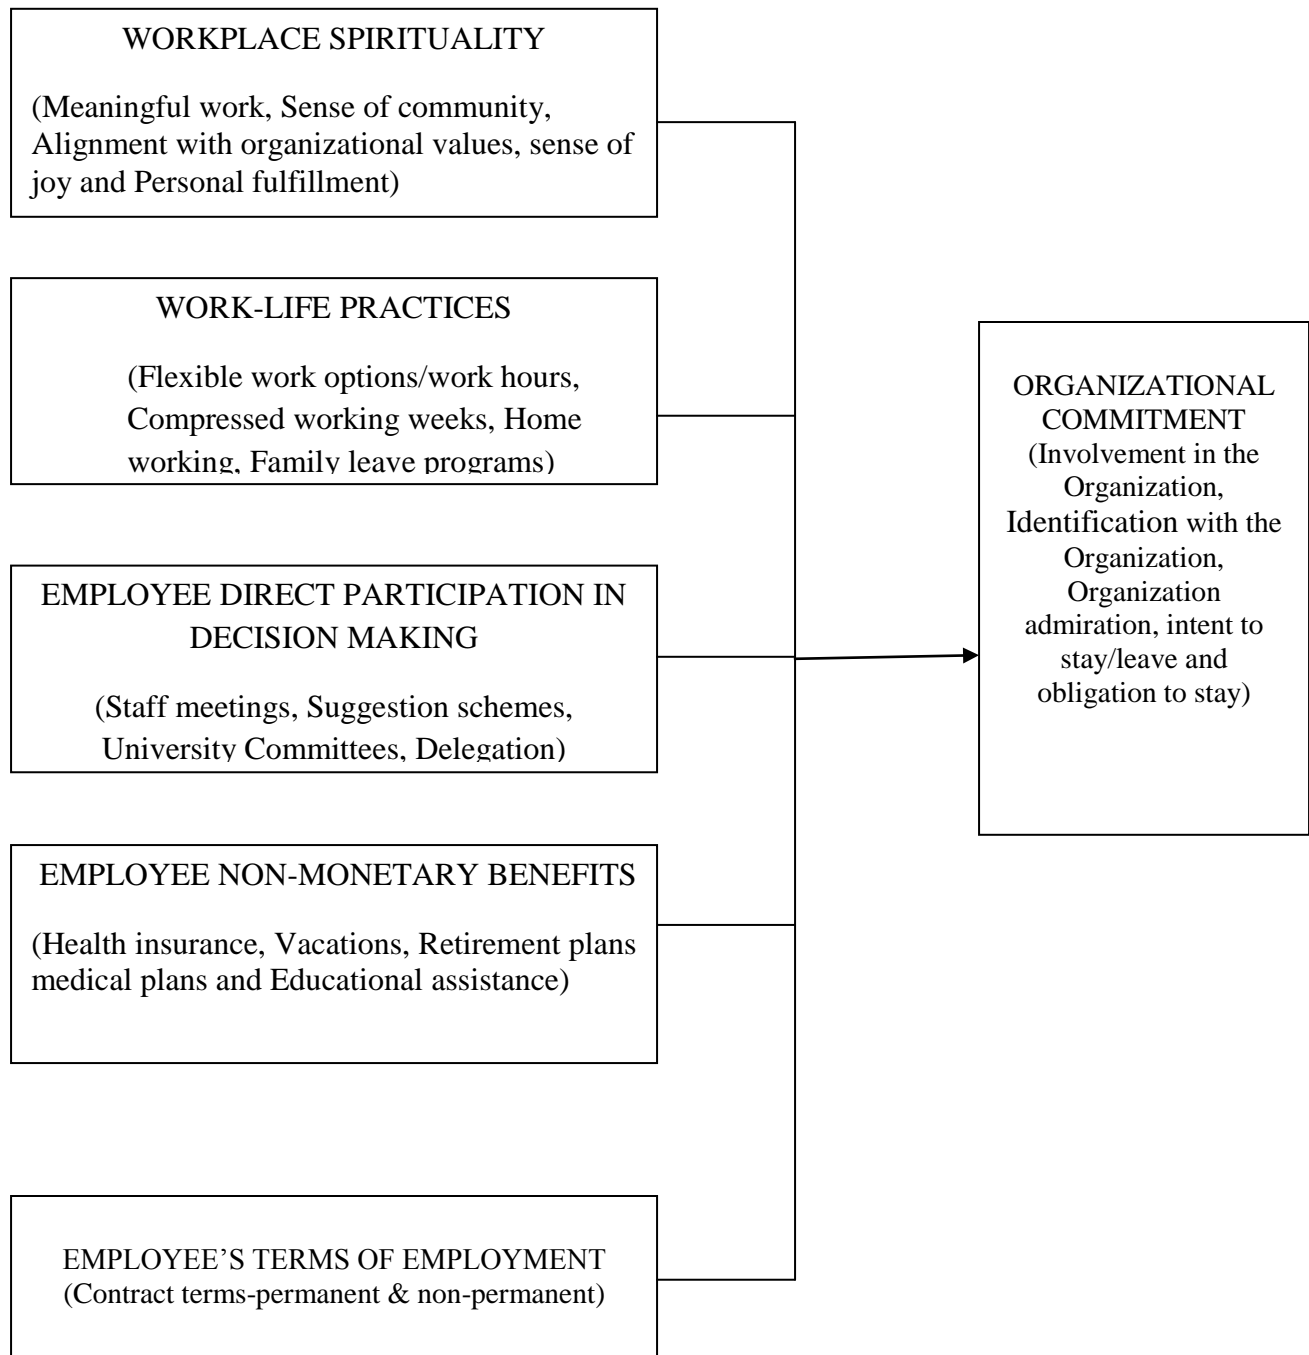 WORKPLACE SPIRITUALITY
(Meaningful work, Sense of community,
Alignment with organizational values, sense of
joy and Personal fulfillment)
WORK-LIFE PRACTICES
(Flexible work options/work hours,
Compressed working weeks, Home
working, Family leave programs)
EMPLOYEE DIRECT PARTICIPATION IN
DECISION MAKING
(Staff meetings, Suggestion schemes,
University Committees, Delegation)
EMPLOYEE NON-MONETARY BENEFITS
(Health insurance, Vacations, Retirement plans
medical plans and Educational assistance)
EMPLOYEE’S TERMS OF EMPLOYMENT
(Contract terms-permanent & non-permanent)
ORGANIZATIONAL
COMMITMENT
(Involvement in the
Organization,
Identification with the
Organization,
Organization
admiration, intent to
stay/leave and
obligation to stay)